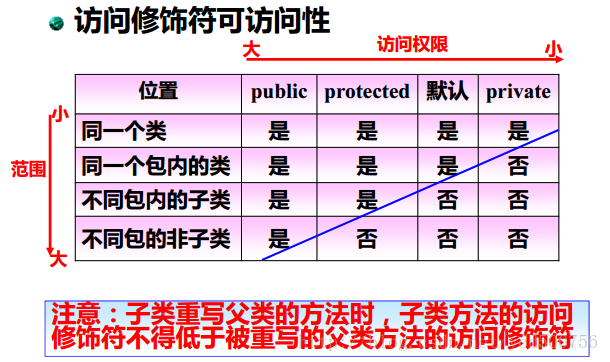 访问修饰符可访问性
大 访问权限 小
位置 public protected 默认 private
小
同一个类 是 是 是 是
同一个包内的类 是 是 是 否
范围
不同包内的子类 是 是 否 否
不同包的非子类 是 否 否 否
大
注意：子类重写父类的方法时，子类方法的访问
修饰符不得低于被重写的父类方法的访问修饰符